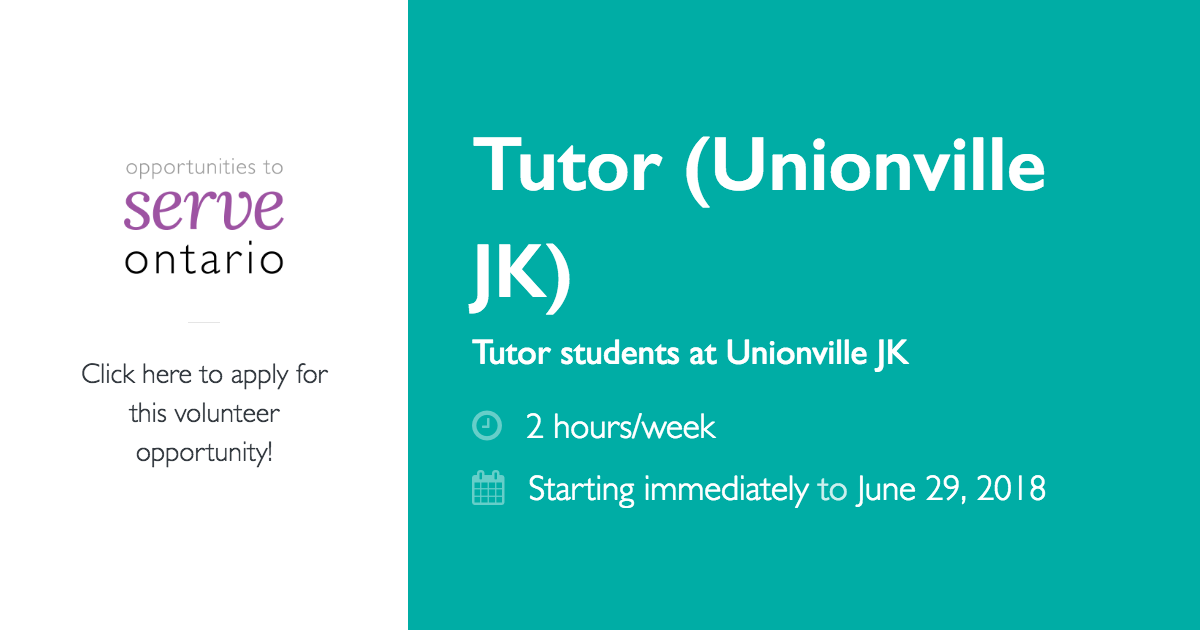 opportunities to
serve
ontario
Click here to apply for
this volunteer
opportunity!
Tutor (Unionville
JK)
Tutor students at Unionville JK
2 hours/week
Starting immediately to June 29, 2018